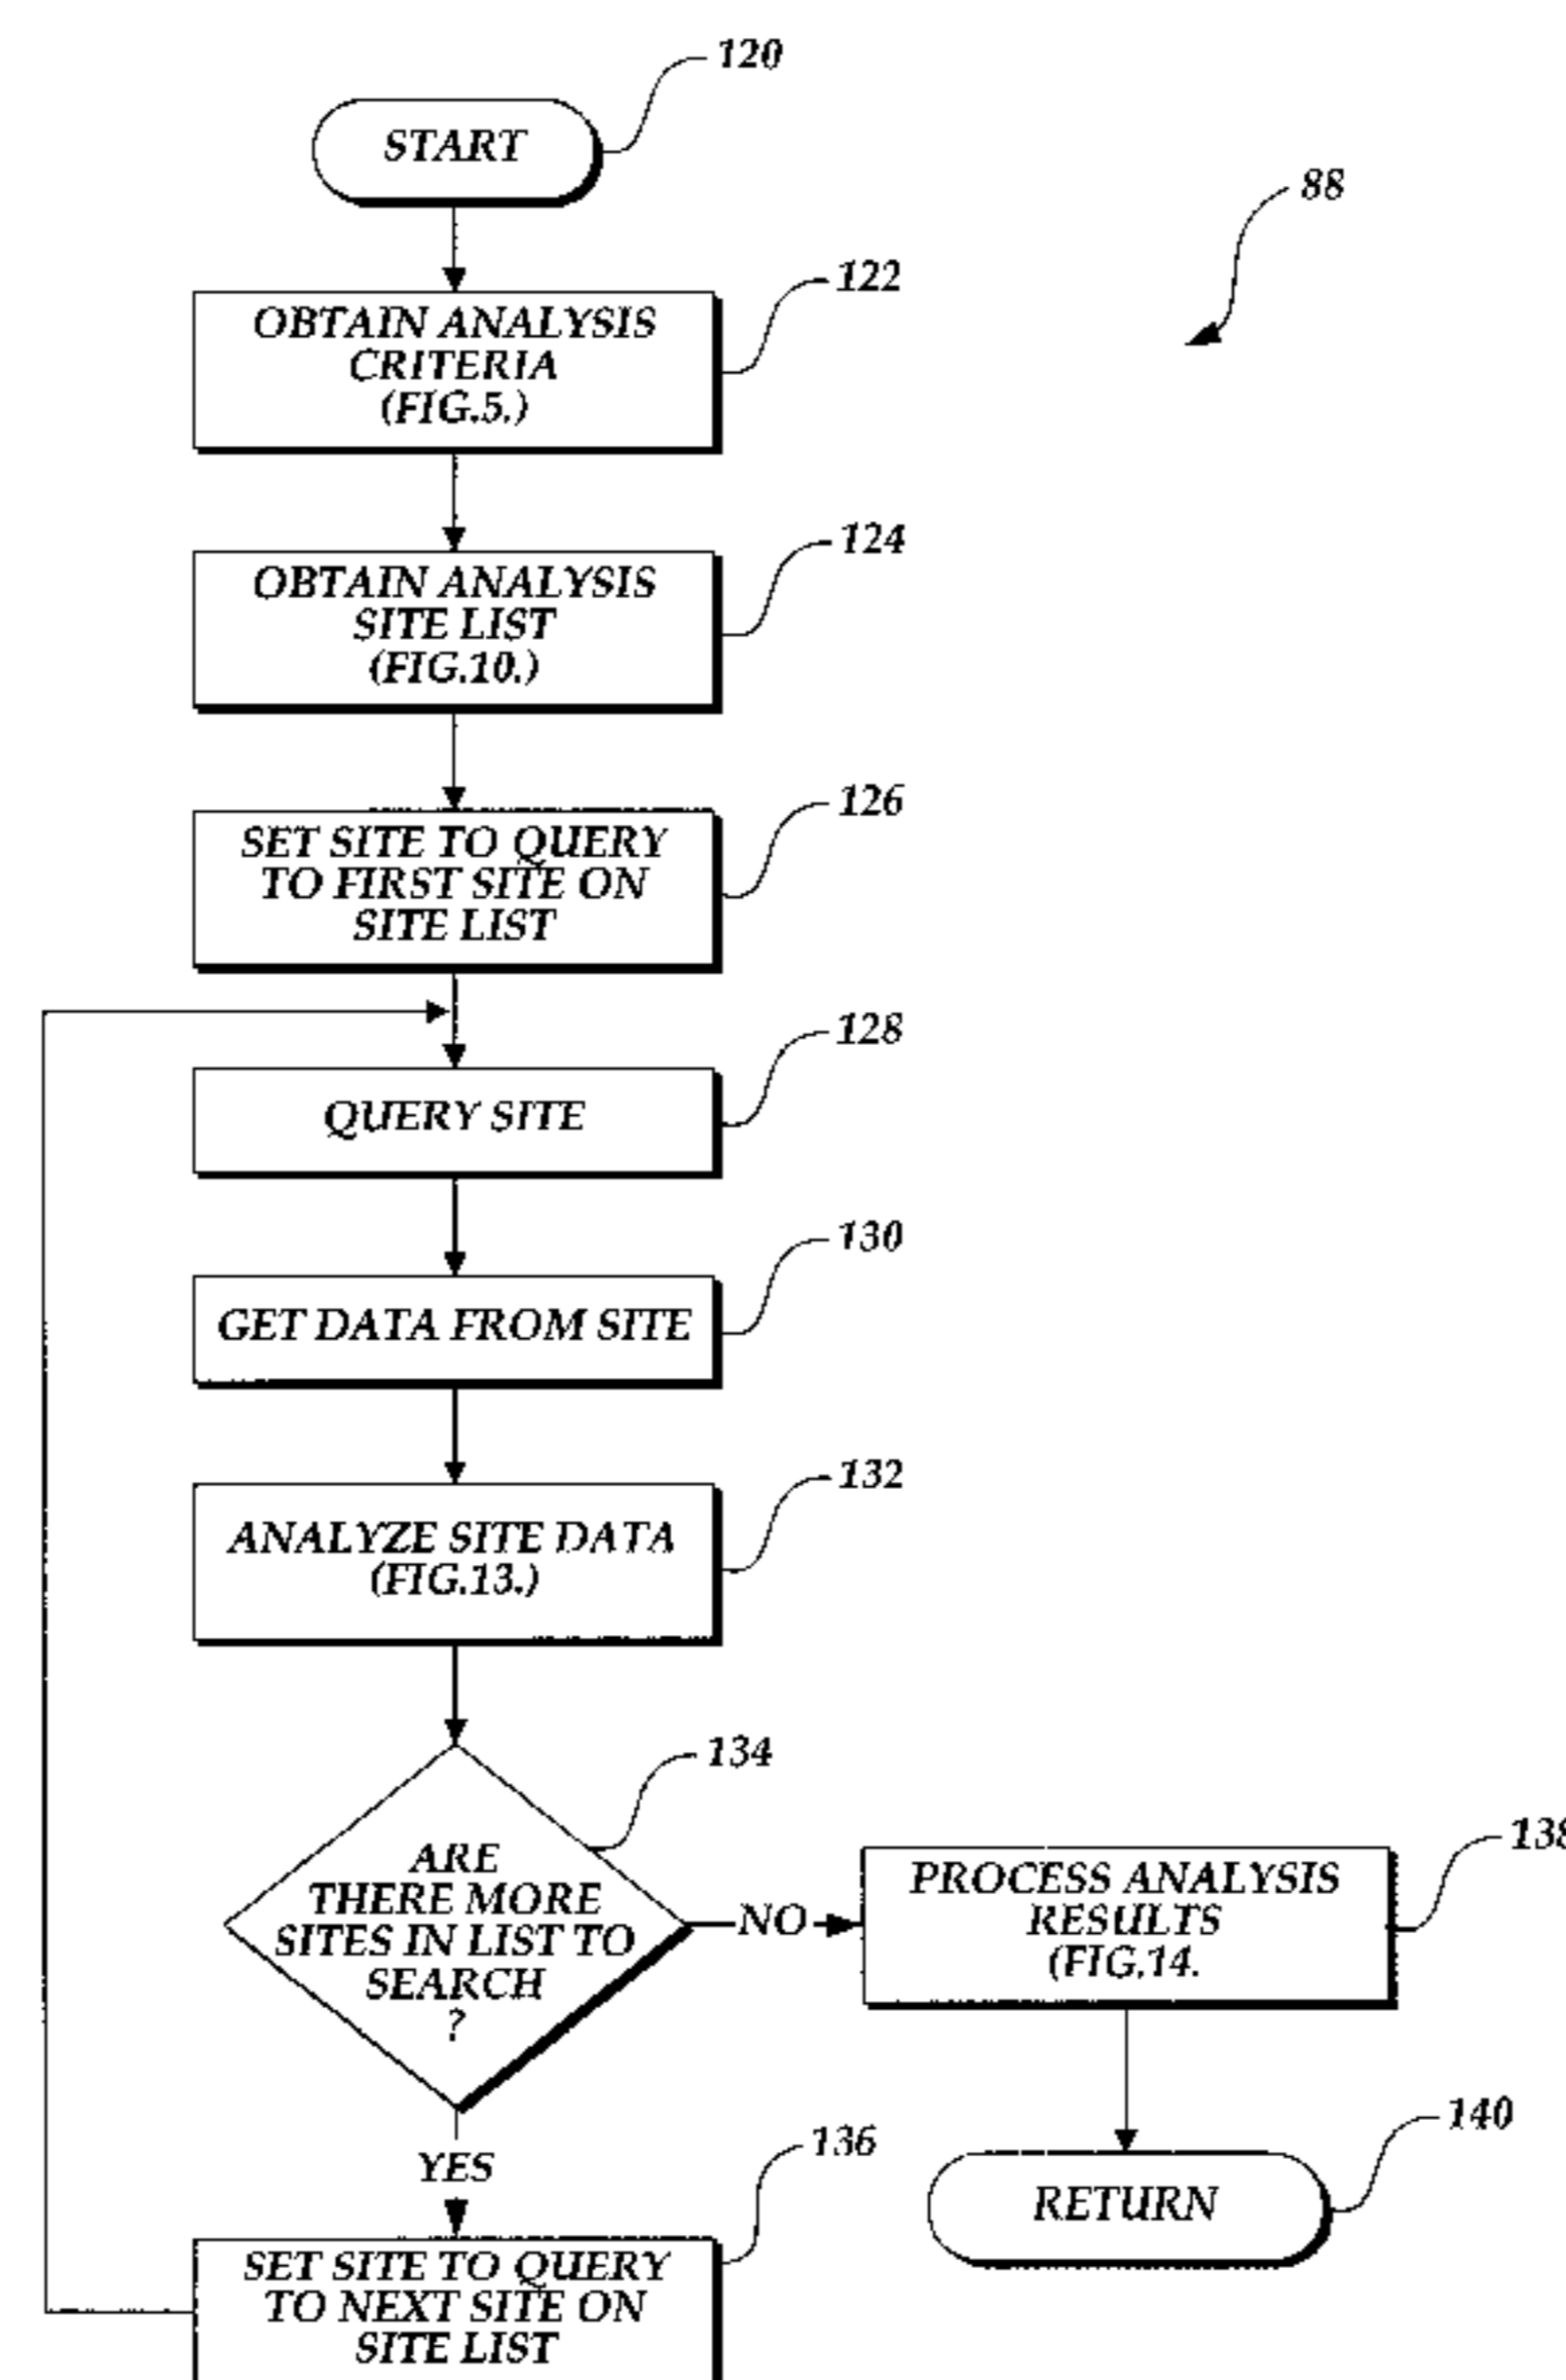 120
START
88
122
OBTAIN ANALYSIS
CRITERIA
(FIG.5.)
124
OBTAIN ANALYSIS
SITE LIST
(FIG.10.)
126
SET SITE TO QUERY
TO FIRST SITE ON
SITE LIST
128
QUERY SITE
130
GET DATA FROM SITE
132
ANALYZE SITE DATA
(FIG.13.)
134
ARE
THERE MORE
SITES IN LIST TO
SEARCH
?
NO
138
PROCESS ANALYSIS
RESULTS
(FIG.14.
YES
136
140
RETURN
SET SITE TO QUERY
TO NEXT SITE ON
SITE LIST